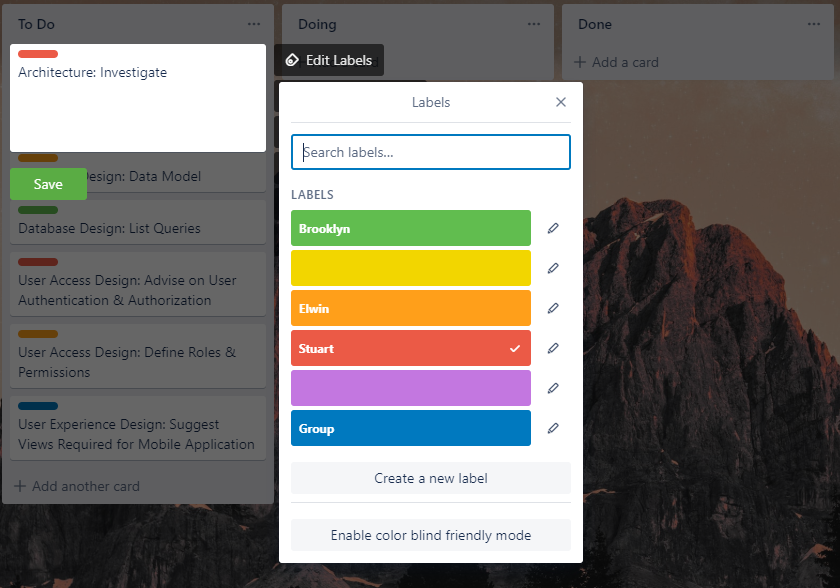 To Do
Architecture: Investigate
Save
esign: Data Model
Database Design: List Queries
User Access Design: Advise on User
Authentication & Authorization
User Access Design: Define Roles &
Permissions
User Experience Design: Suggest
Views Required for Mobile Application
Add another card
Doing
Edit Labels
Labels
Search labels...
LABELS
Brooklyn
Elwin
Stuart
Group
Create a new label
Enable color blind friendly mode
Done
Add a card